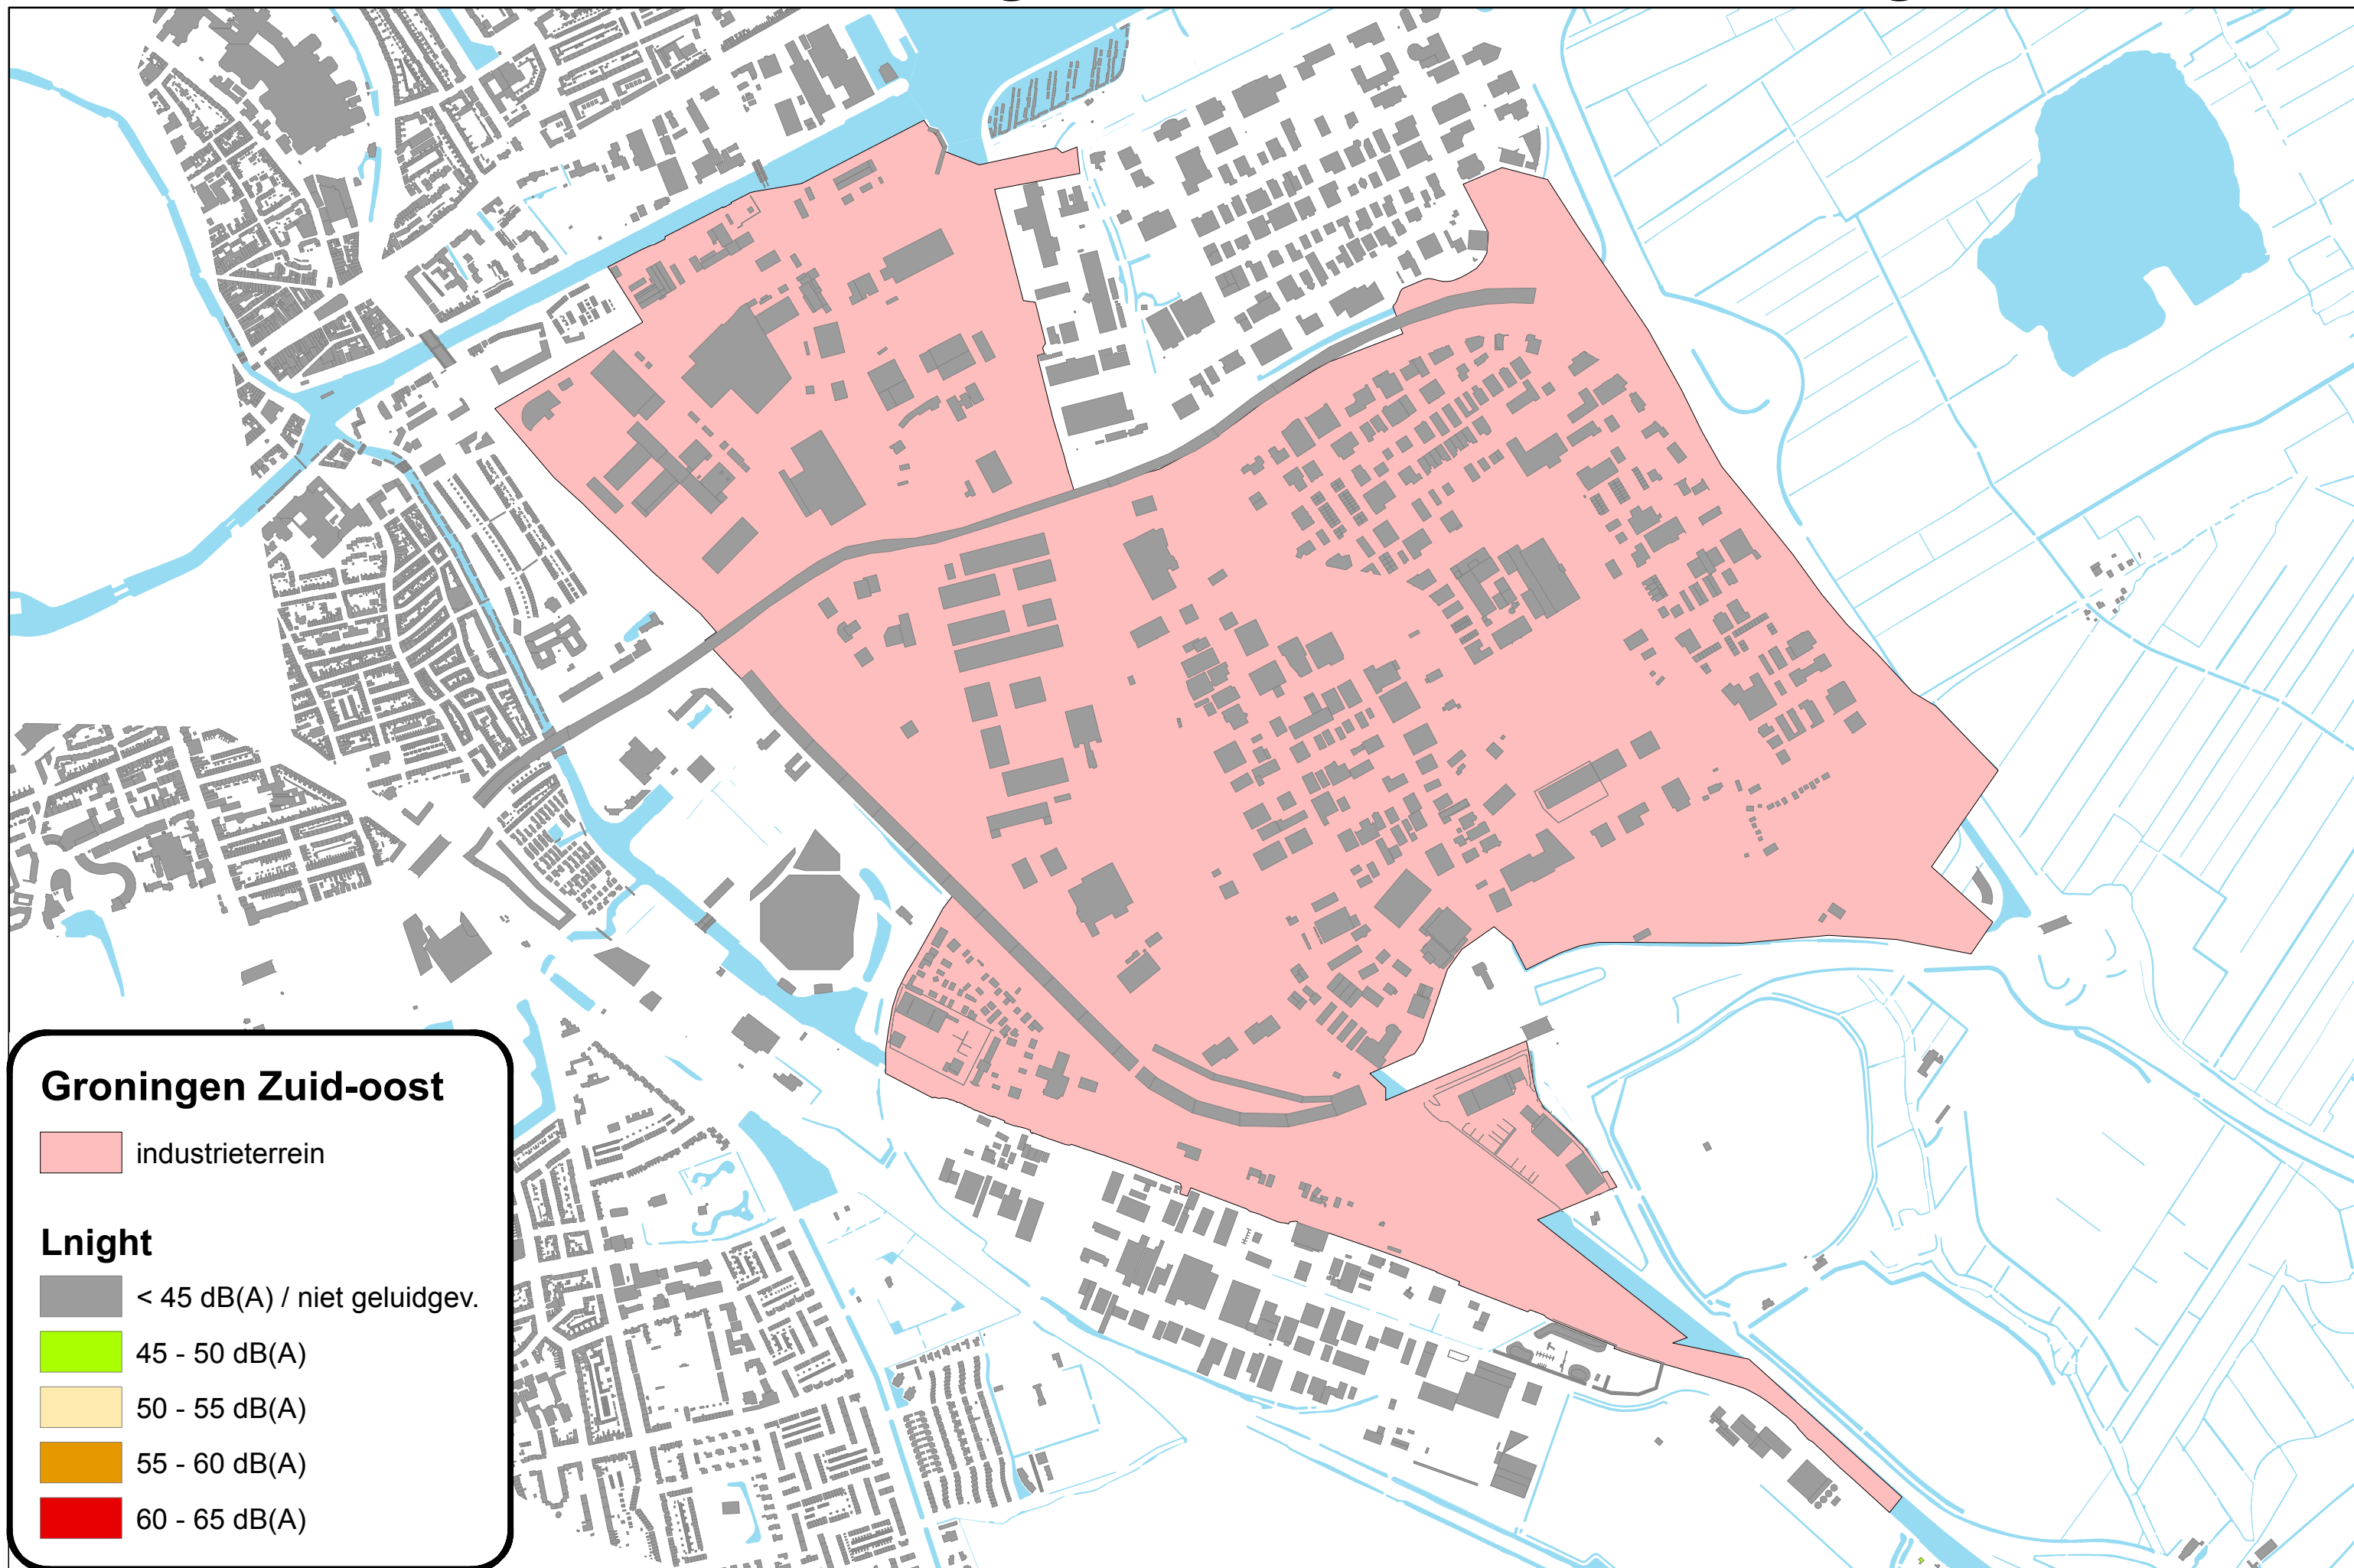 Groningen Zuid-oost
industrieterrein
Lnight
< 45 dB(A) / niet geluidgev.
45 - 50 dB(A)
50 - 55 dB(A)
55 - 60 dB(A)
60 - 65 dB(A)